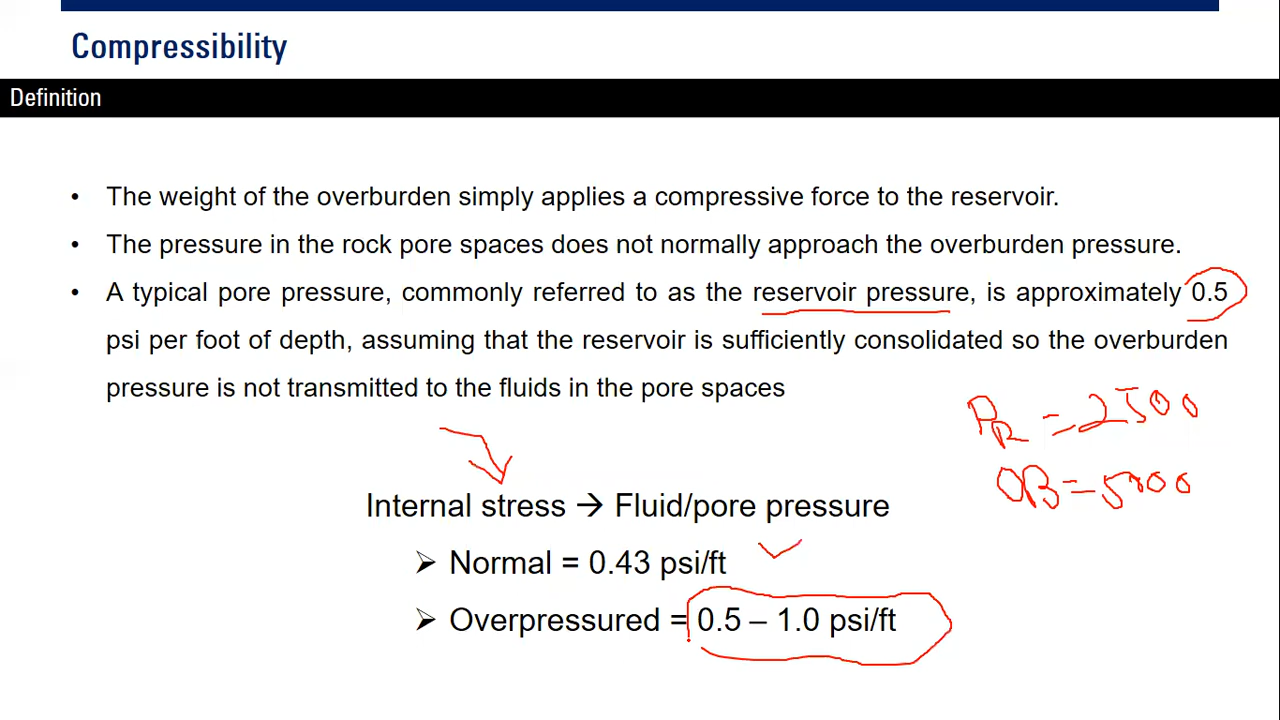 Compressibility
Definition
• The weight of the overburden simply applies a compressive force to the reservoir.
• The pressure in the rock pore spaces does not normally approach the overburden pressure.
• A typical pore pressure, commonly referred to as the reservoir pressure, is approximately 0.5
psi per foot of depth, assuming that the reservoir is sufficiently consolidated so the overburden
pressure is not transmitted to the fluids in the pore spaces
PR = 2500
OB = 5000
Internal stress → Fluid/pore pressure
➢ Normal = 0.43 psi/ft
➢ Overpressured = 0.5 – 1.0 psi/ft